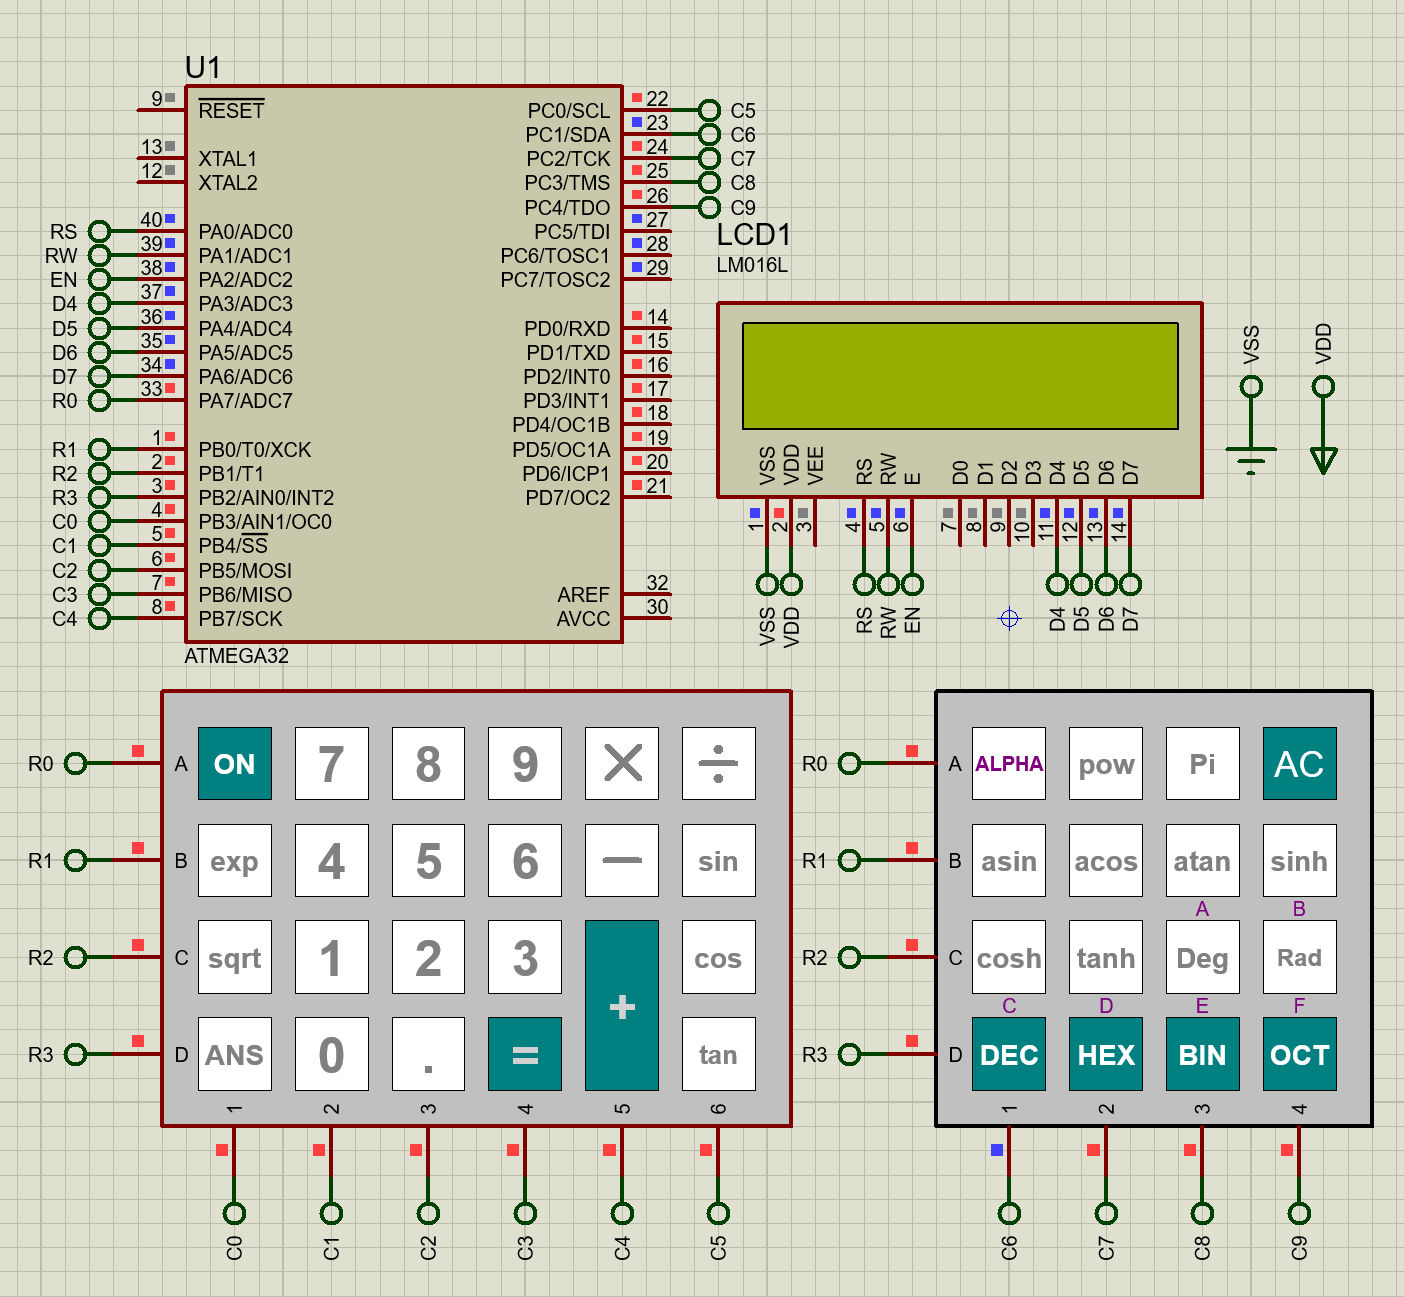 U1
9 RESET
13 XTAL1
12 XTAL2
RS 40 PA0/ADC0
RW 39 PA1/ADC1
EN 38 PA2/ADC2
D4 37 PA3/ADC3
D5 36 PA4/ADC4
D6 35 PA5/ADC5
D7 34 PA6/ADC6
R0 33 PA7/ADC7
R1 1 PB0/T0/XCK
R2 2 PB1/T1
R3 3 PB2/AIN0/INT2
C0 4 PB3/AIN1/OC0
C1 5 PB4/SS
C2 6 PB5/MOSI
C3 7 PB6/MISO
C4 8 PB7/SCK
PC0/SCL 22 C5
PC1/SDA 23 C6
PC2/TCK 24 C7
PC3/TMS 25 C8
PC4/TDO 26 C9
PC5/TDI 27
PC6/TOSC1 28
PC7/TOSC2 29
PD0/RXD 14
PD1/TXD 15
PD2/INT0 16
PD3/INT1 17
PD4/OC1B 18
PD5/OC1A 19
PD6/ICP1 20
PD7/OC2 21
AREF 32
AVCC 30
ATMEGA32
LCD1
LM016L
VSS VDD VEE RS RW E D0 D1 D2 D3 D4 D5 D6 D7
1 2 3 4 5 6 7 8 9 10 11 12 13 14
VSS VDD RS RW EN D4 D5 D6 D7
VSS VDD
R0 A ON 7 8 9 × ÷
R1 B exp 4 5 6 — sin
R2 C sqrt 1 2 3 + cos
R3 D ANS 0 . = tan
1 2 3 4 5 6
C0 C1 C2 C3 C4 C5
R0 A ALPHA pow Pi AC
R1 B asin acos atan sinh
A B
R2 C cosh tanh Deg Rad
C D E F
R3 D DEC HEX BIN OCT
1 2 3 4
C6 C7 C8 C9